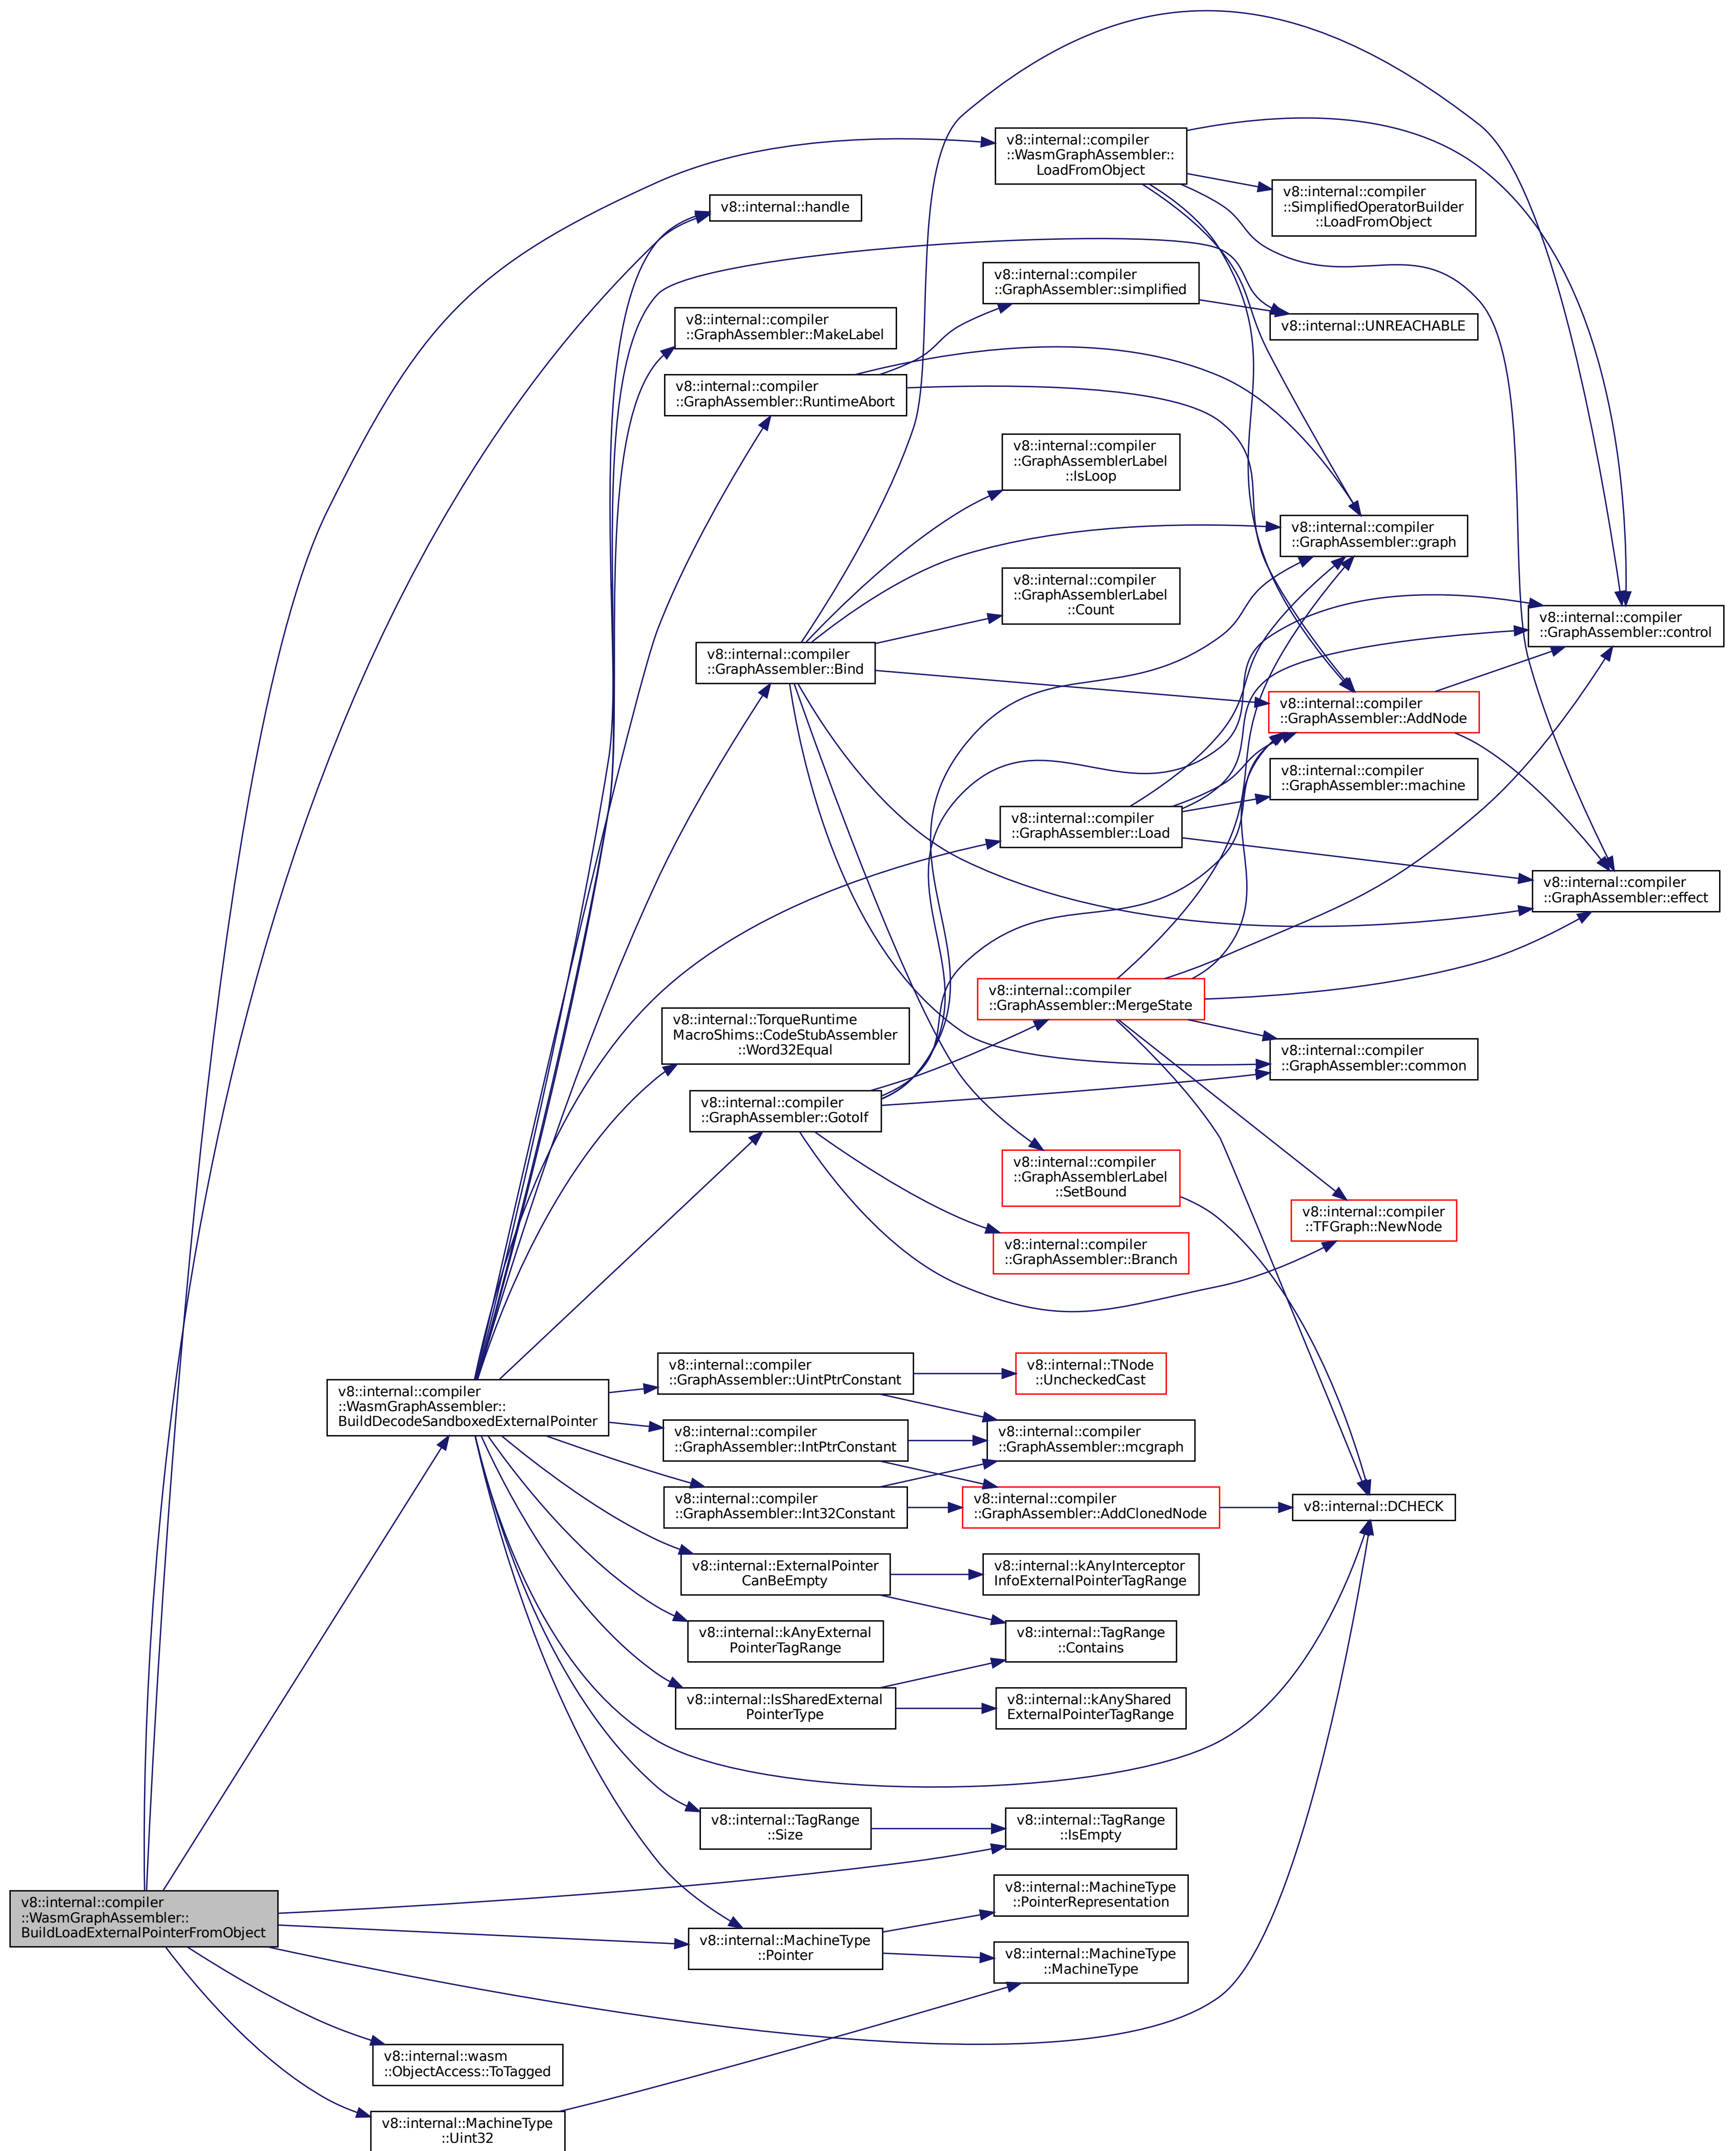 v8::internal::compiler
::WasmGraphAssembler::
LoadFromObject
v8::internal::compiler
::SimplifiedOperatorBuilder
::LoadFromObject
v8::internal::handle
v8::internal::compiler
::GraphAssembler::simplified
v8::internal::UNREACHABLE
v8::internal::compiler
::GraphAssembler::MakeLabel
v8::internal::compiler
::GraphAssembler::RuntimeAbort
v8::internal::compiler
::GraphAssemblerLabel
::IsLoop
v8::internal::compiler
::GraphAssembler::graph
v8::internal::compiler
::GraphAssemblerLabel
::Count
v8::internal::compiler
::GraphAssembler::control
v8::internal::compiler
::GraphAssembler::Bind
v8::internal::compiler
::GraphAssembler::AddNode
v8::internal::compiler
::GraphAssembler::machine
v8::internal::compiler
::GraphAssembler::Load
v8::internal::compiler
::GraphAssembler::effect
v8::internal::compiler
::GraphAssembler::MergeState
v8::internal::TorqueRuntime
MacroShims::CodeStubAssembler
::Word32Equal
v8::internal::compiler
::GraphAssembler::common
v8::internal::compiler
::GraphAssembler::GotoIf
v8::internal::compiler
::GraphAssemblerLabel
::SetBound
v8::internal::compiler
::TFGraph::NewNode
v8::internal::compiler
::GraphAssembler::Branch
v8::internal::compiler
::GraphAssembler::UintPtrConstant
v8::internal::TNode
::UncheckedCast
v8::internal::compiler
::WasmGraphAssembler::
BuildDecodeSandboxedExternalPointer
v8::internal::compiler
::GraphAssembler::IntPtrConstant
v8::internal::compiler
::GraphAssembler::mcgraph
v8::internal::compiler
::GraphAssembler::Int32Constant
v8::internal::compiler
::GraphAssembler::AddClonedNode
v8::internal::DCHECK
v8::internal::ExternalPointer
CanBeEmpty
v8::internal::kAnyInterceptor
InfoExternalPointerTagRange
v8::internal::kAnyExternal
PointerTagRange
v8::internal::TagRange
::Contains
v8::internal::IsSharedExternal
PointerType
v8::internal::kAnyShared
ExternalPointerTagRange
v8::internal::TagRange
::Size
v8::internal::TagRange
::IsEmpty
v8::internal::compiler
::WasmGraphAssembler::
BuildLoadExternalPointerFromObject
v8::internal::MachineType
::PointerRepresentation
v8::internal::MachineType
::Pointer
v8::internal::MachineType
::MachineType
v8::internal::wasm
::ObjectAccess::ToTagged
v8::internal::MachineType
::Uint32